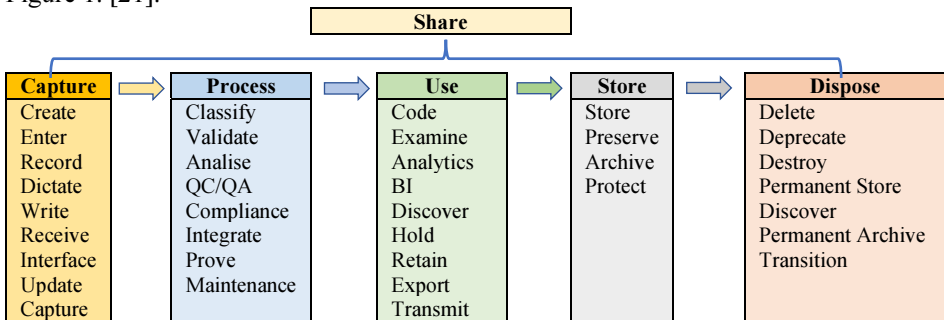 Figure 1. [21].
Share
Capture
Create
Enter
Record
Dictate
Write
Receive
Interface
Update
Capture
Process
Classify
Validate
Analise
QC/QA
Compliance
Integrate
Prove
Maintenance
Use
Code
Examine
Analytics
BI
Discover
Hold
Retain
Export
Transmit
Store
Store
Preserve
Archive
Protect
Dispose
Delete
Deprecate
Destroy
Permanent Store
Discover
Permanent Archive
Transition